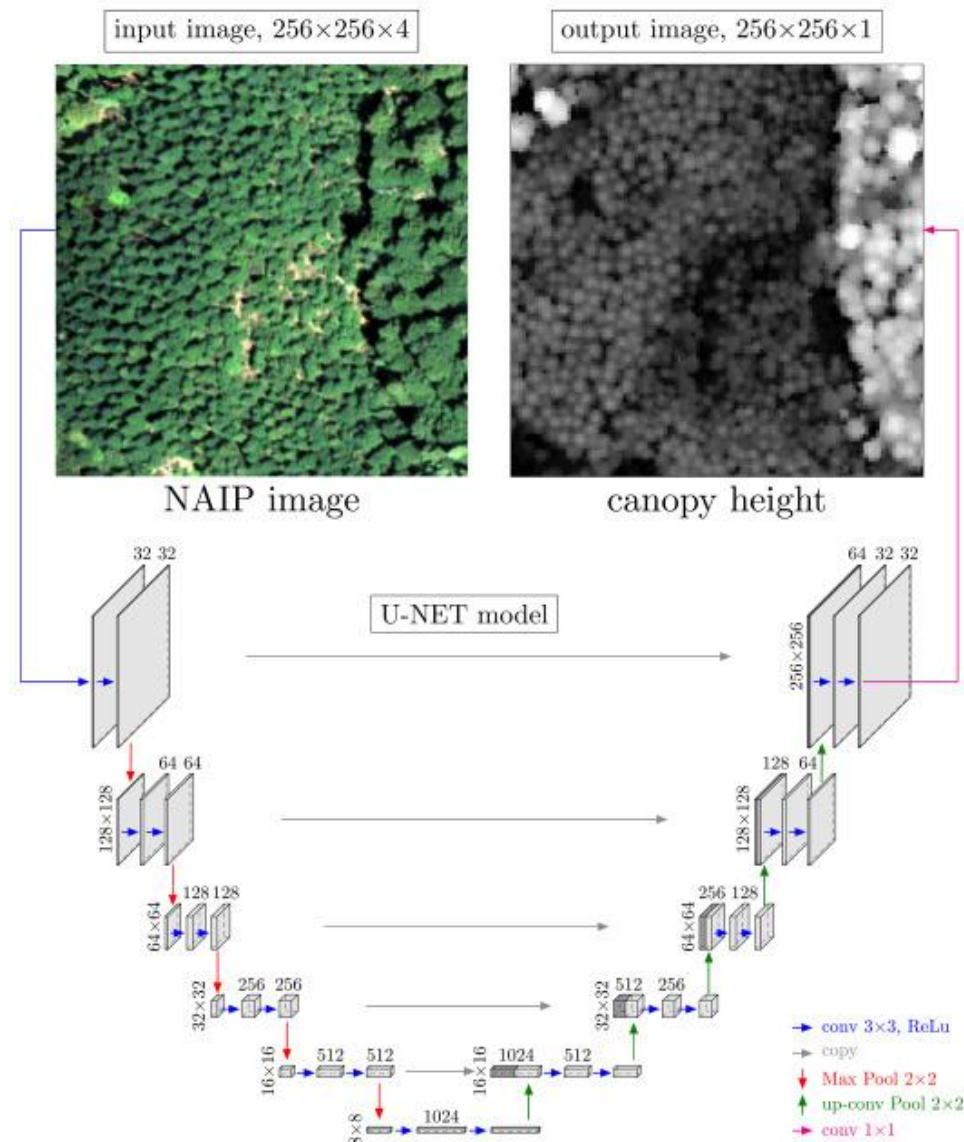 input image, 256×256×4
output image, 256×256×1
NAIP image
canopy height
U-NET model
32 32
64 32 32
256×256
64 64
128×128
128 64
128×128
128 128
64×64
256 128
64×64
256 256
32×32
512 256
32×32
512 512
16×16
1024 512
16×16
1024
8×8
conv 3×3, ReLu
copy
Max Pool 2×2
up-conv Pool 2×2
conv 1×1